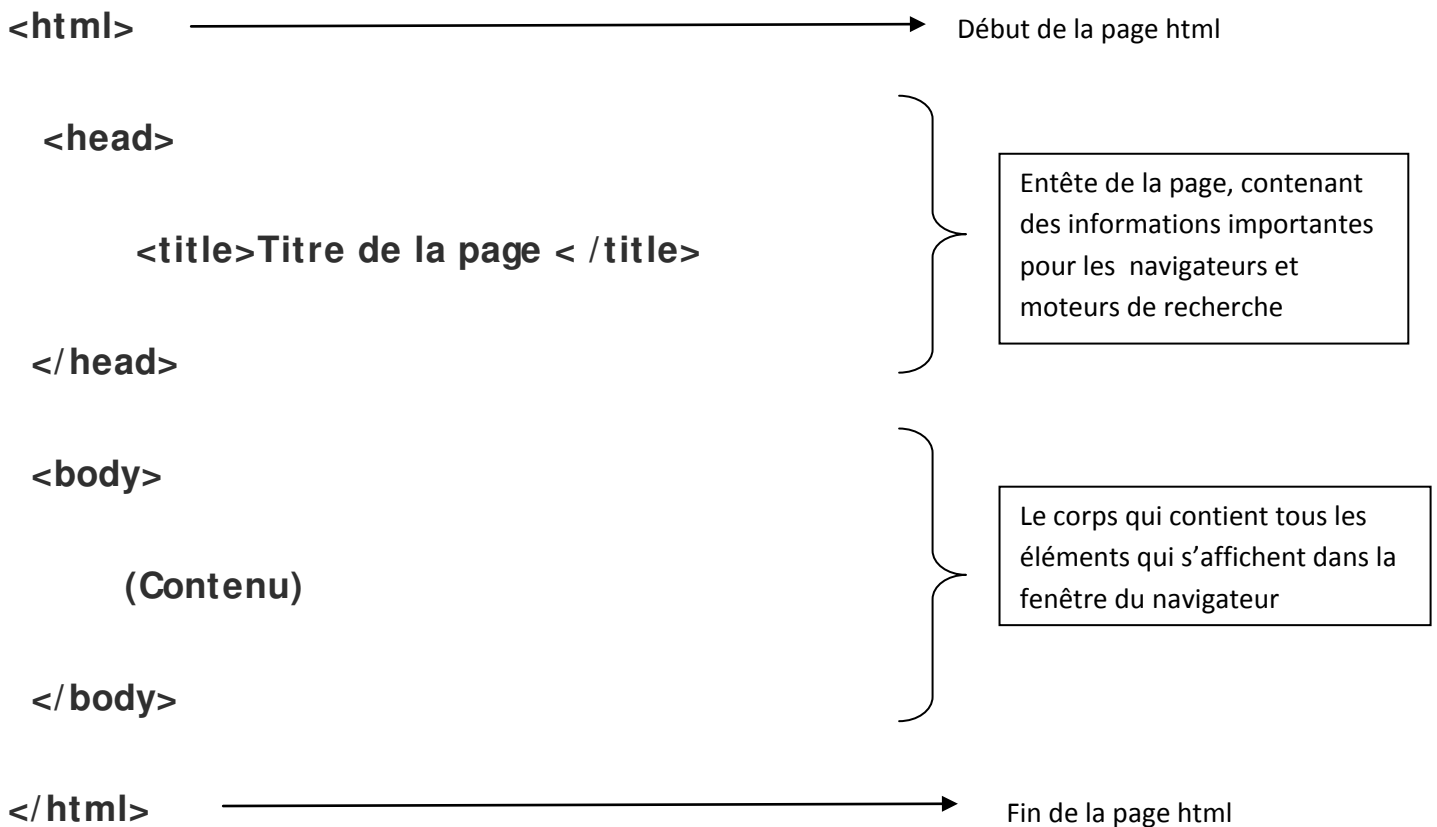 <html> Début de la page html
<head>
<title>Titre de la page < /title>
</head>
Entête de la page, contenant
des informations importantes
pour les navigateurs et
moteurs de recherche
<body>
(Contenu)
</body>
Le corps qui contient tous les
éléments qui s’affichent dans la
fenêtre du navigateur
</html> Fin de la page html